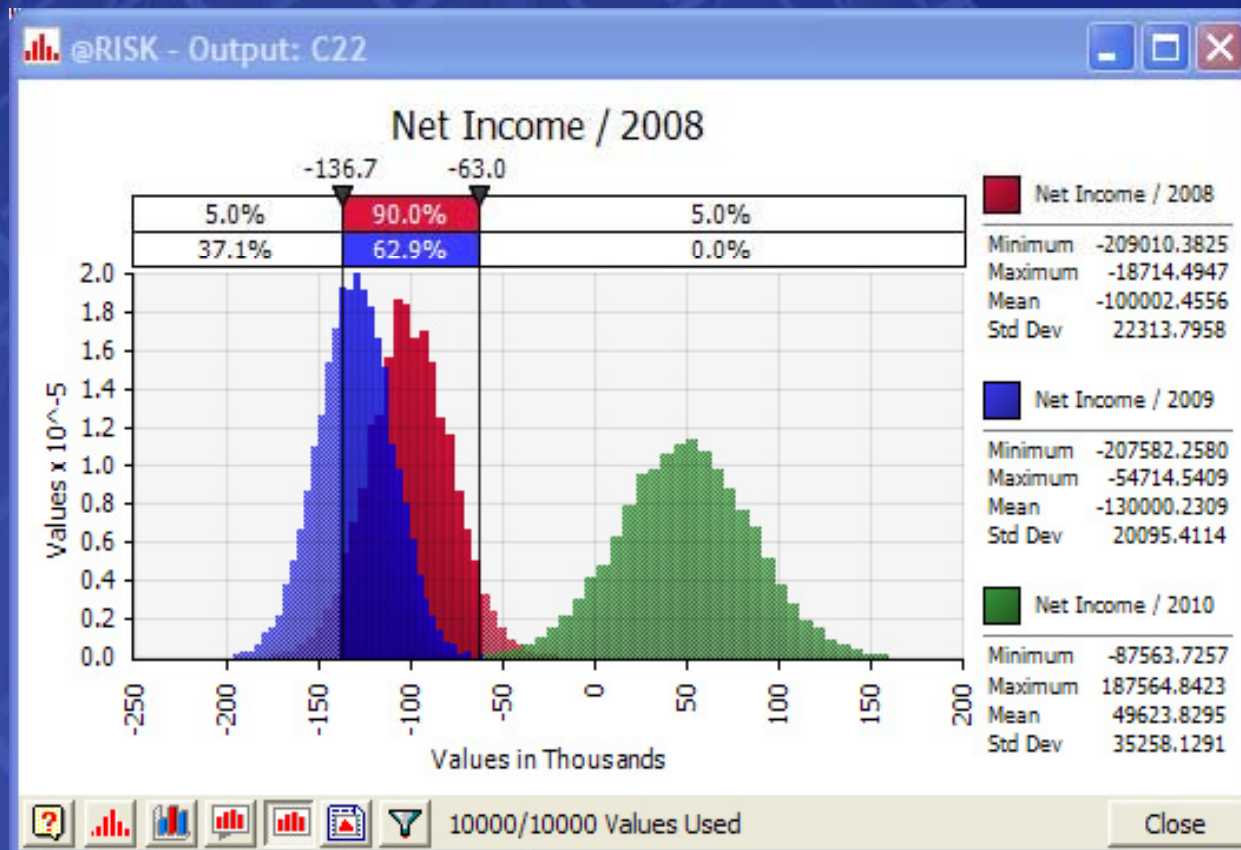 @RISK - Output: C22
Net Income / 2008
-136.7 -63.0
5.0% 90.0% 5.0%
37.1% 62.9% 0.0%
2.0
1.8
1.6
1.4
1.2
1.0
0.8
0.6
0.4
0.2
0.0
Values x 10^-5
-250 -200 -150 -100 -50 0 50 100 150 200
Values in Thousands
Net Income / 2008
Minimum -209010.3825
Maximum -18714.4947
Mean -100002.4556
Std Dev 22313.7958
Net Income / 2009
Minimum -207582.2580
Maximum -54714.5409
Mean -130000.2309
Std Dev 20095.4114
Net Income / 2010
Minimum -87563.7257
Maximum 187564.8423
Mean 49623.8295
Std Dev 35258.1291
10000/10000 Values Used
Close